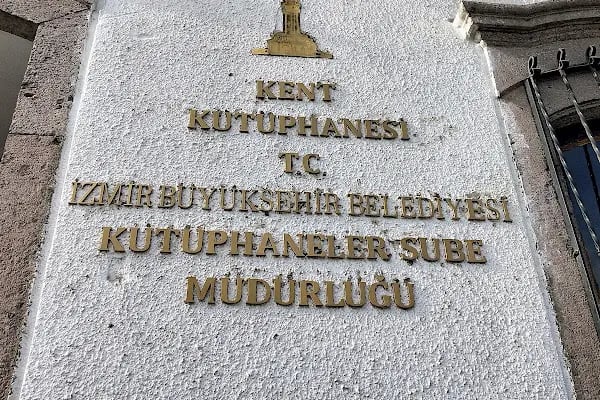 KENT
KÜTÜPHANESİ
T.C.
İZMİR BÜYÜKŞEHİR BELEDİYESİ
KÜTÜPHANELER ŞUBE
MÜDÜRLÜĞÜ